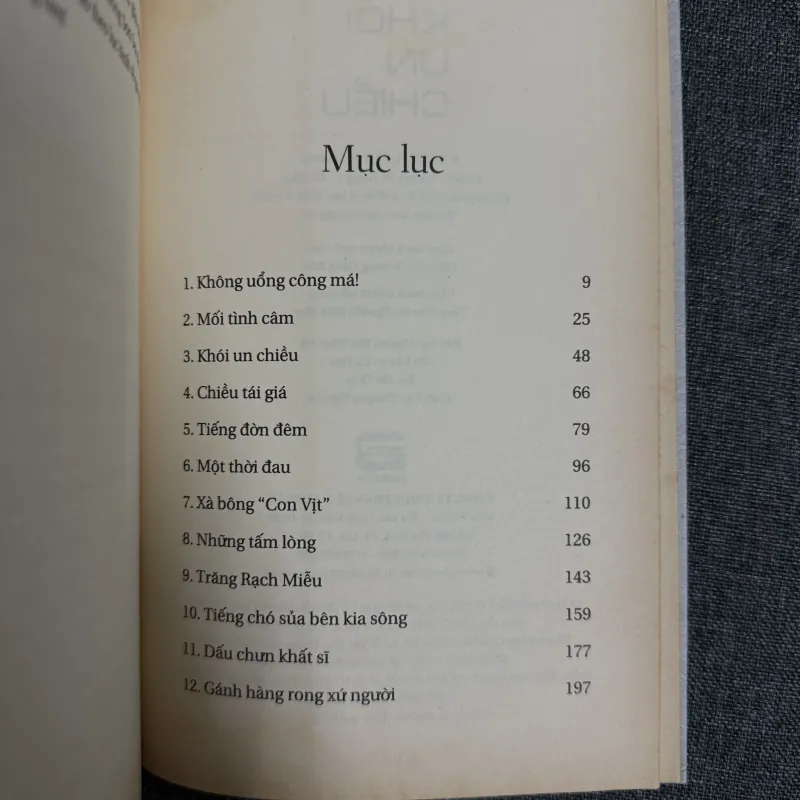 KHÓI
UN
CHIỀU
Mục lục
1. Không uổng công má! 9
2. Mối tình câm 25
3. Khói un chiều 48
4. Chiều tái giá 66
5. Tiếng đờn đêm 79
6. Một thời đau 96
7. Xà bông “Con Vịt” 110
8. Những tấm lòng 126
9. Trăng Rạch Miễu 143
10. Tiếng chó sủa bên kia sông 159
11. Dấu chưn khất sĩ 177
12. Gánh hàng rong xứ người 197